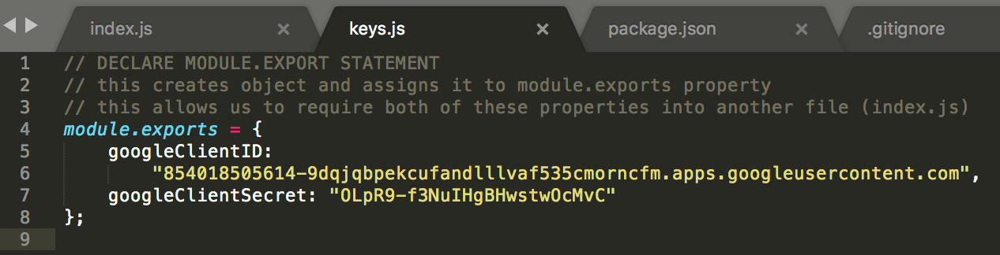 index.js × keys.js × package.json × .gitignore
1 // DECLARE MODULE.EXPORT STATEMENT
2 // this creates object and assigns it to module.exports property
3 // this allows us to require both of these properties into another file (index.js)
4 module.exports = {
5 googleClientID:
6 "854018505614-9dqjqbpekcufandlllvaf535cmorncfm.apps.googleusercontent.com",
7 googleClientSecret: "OLpR9-f3NuIHgBHwstwOcMvC"
8 };
9